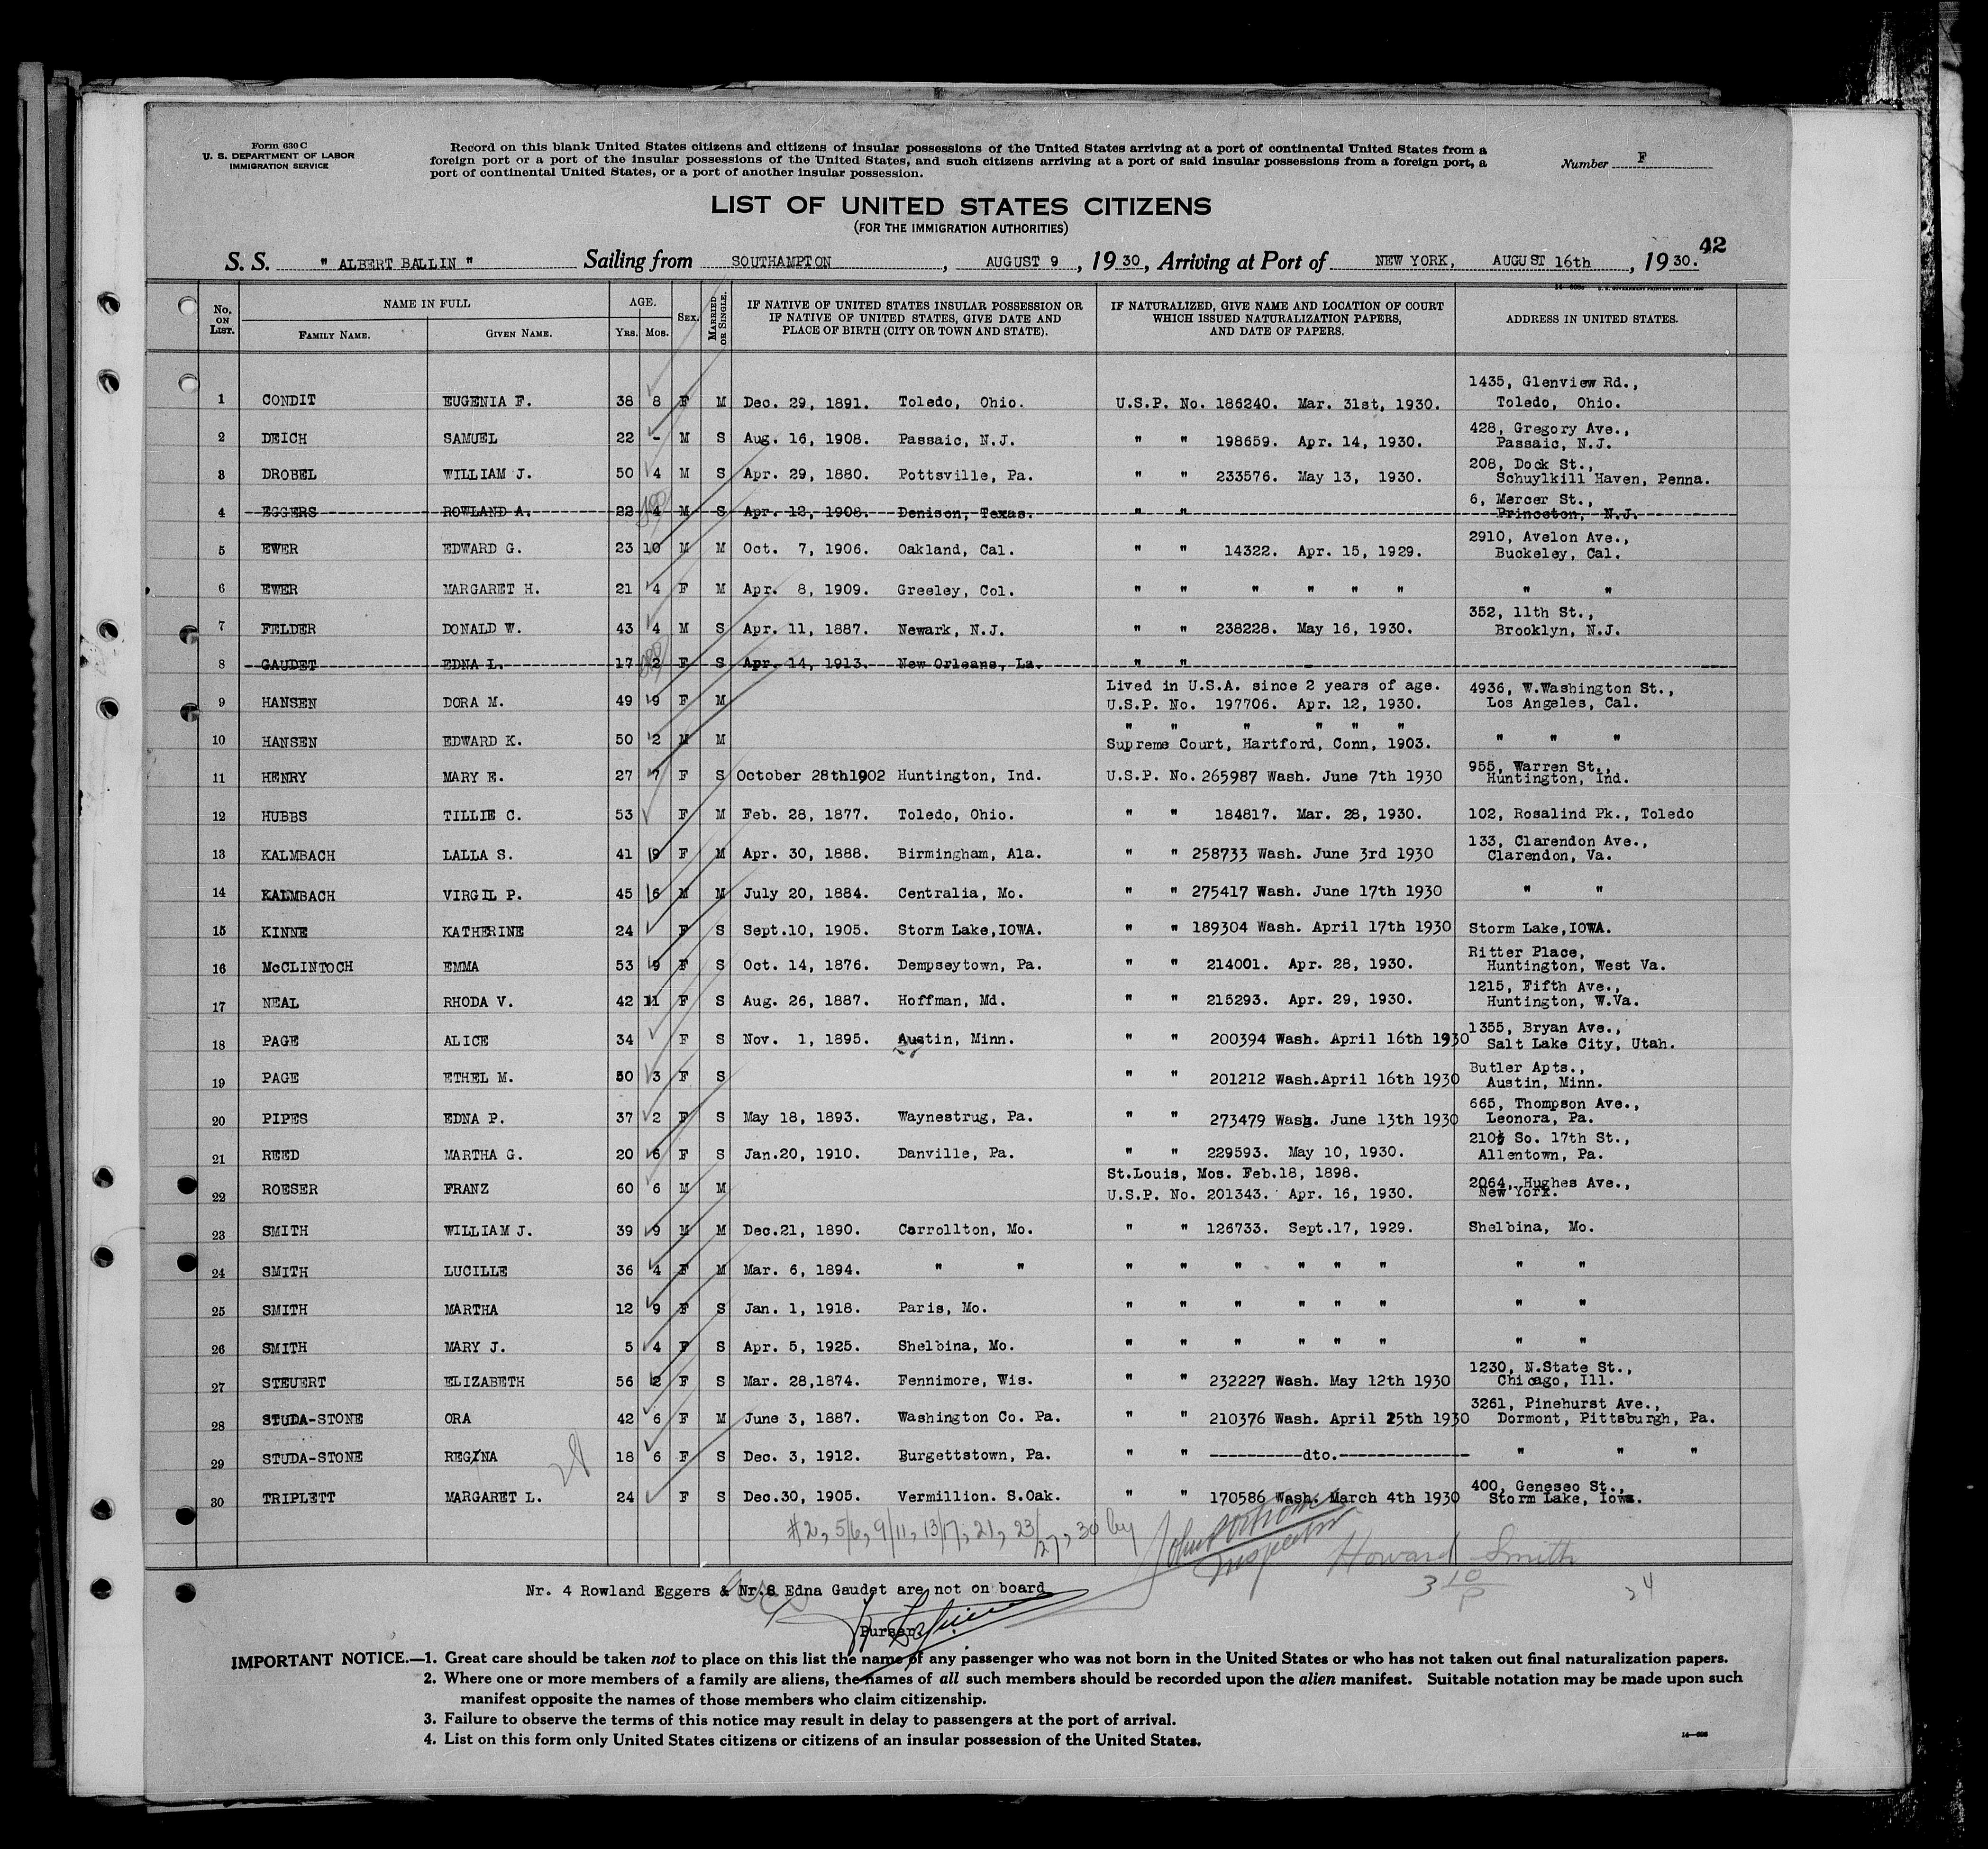 Form 630 C
U. S. DEPARTMENT OF LABOR
IMMIGRATION SERVICE
Record on this blank United States citizens and citizens of insular possessions of the United States arriving at a port of continental United States from a
foreign port or a port of the insular possessions of the United States, and such citizens arriving at a port of said insular possessions from a foreign port, a
port of continental United States, or a port of another insular possession.
Number F
LIST OF UNITED STATES CITIZENS
(FOR THE IMMIGRATION AUTHORITIES)
42
S. S. " ALBERT BALLIN " Sailing from SOUTHAMPTON , AUGUST 9 , 19 30, Arriving at Port of NEW YORK, AUGUST 16th , 19 30.
No. ON LIST. NAME IN FULL FAMILY NAME. GIVEN NAME. AGE. YRS. MOS. SEX. MARRIED OR SINGLE. IF NATIVE OF UNITED STATES INSULAR POSSESSION OR IF NATIVE OF UNITED STATES, GIVE DATE AND PLACE OF BIRTH (CITY OR TOWN AND STATE). IF NATURALIZED, GIVE NAME AND LOCATION OF COURT WHICH ISSUED NATURALIZATION PAPERS, AND DATE OF PAPERS. ADDRESS IN UNITED STATES.
1 CONDIT EUGENIA F. 38 8 F M Dec. 29, 1891. Toledo, Ohio. U.S.P. No. 186240. Mar. 31st, 1930. 1435, Glenview Rd., Toledo, Ohio.
2 DEICH SAMUEL 22 - M S Aug. 16, 1908. Passaic, N.J. " " 198659. Apr. 14, 1930. 428, Gregory Ave., Passaic, N.J.
3 DROBEL WILLIAM J. 50 4 M S Apr. 29, 1880. Pottsville, Pa. " " 233576. May 13, 1930. 208, Dock St., Schuylkill Haven, Penna.
4 EGGERS ROWLAND A. 22 4 M S Apr. 12, 1908. Denison, Texas. " " 6, Mercer St., Princeton, N.J.
5 EWER EDWARD G. 23 10 M M Oct. 7, 1906. Oakland, Cal. " " 14322. Apr. 15, 1929. 2910, Avelon Ave., Buckeley, Cal.
6 EWER MARGARET H. 21 4 F M Apr. 8, 1909. Greeley, Col. " " " " " " " "
7 FELDER DONALD W. 43 4 M S Apr. 11, 1887. Newark, N.J. " " 238228. May 16, 1930. 352, 11th St., Brooklyn, N.J.
8 GAUDET EDNA L. 17 2 F S Apr. 14, 1913. New Orleans, La. " "
9 HANSEN DORA M. 49 9 F M Lived in U.S.A. since 2 years of age. U.S.P. No. 197706. Apr. 12, 1930. 4936, W.Washington St., Los Angeles, Cal.
10 HANSEN EDWARD K. 50 2 M M " " " " " " Supreme Court, Hartford, Conn, 1903. " " "
11 HENRY MARY E. 27 7 F S October 28th1902 Huntington, Ind. U.S.P. No. 265987 Wash. June 7th 1930 955, Warren St., Huntington, Ind.
12 HUBBS TILLIE C. 53 F M Feb. 28, 1877. Toledo, Ohio. " " 184817. Mar. 28, 1930. 102, Rosalind Pk., Toledo
13 KALMBACH LALLA S. 41 9 F M Apr. 30, 1888. Birmingham, Ala. " " 258733 Wash. June 3rd 1930 133, Clarendon Ave., Clarendon, Va.
14 KALMBACH VIRGIL P. 45 6 M M July 20, 1884. Centralia, Mo. " " 275417 Wash. June 17th 1930 " "
15 KINNE KATHERINE 24 F S Sept.10, 1905. Storm Lake,IOWA. " " 189304 Wash. April 17th 1930 Storm Lake,IOWA.
16 McCLINTOCH EMMA 53 9 F S Oct. 14, 1876. Dempseytown, Pa. " " 214001. Apr. 28, 1930. Ritter Place, Huntington, West Va.
17 NEAL RHODA V. 42 11 F S Aug. 26, 1887. Hoffman, Md. " " 215293. Apr. 29, 1930. 1215, Fifth Ave., Huntington, W.Va.
18 PAGE ALICE 34 F S Nov. 1, 1895. Austin, Minn. " " 200394 Wash. April 16th 1930 1355, Bryan Ave., Salt Lake City, Utah.
19 PAGE ETHEL M. 50 3 F S " " 201212 Wash.April 16th 1930 Butler Apts., Austin, Minn.
20 PIPES EDNA P. 37 2 F S May 18, 1893. Waynestrug, Pa. " " 273479 Wash. June 13th 1930 665, Thompson Ave., Leonora, Pa.
21 REED MARTHA G. 20 6 F S Jan.20, 1910. Danville, Pa. " " 229593. May 10, 1930. So. 17th St., Allentown, Pa.
22 ROESER FRANZ 60 6 M M St.Louis, Mos. Feb.18, 1898. U.S.P. No. 201343. Apr. 16, 1930. 2064, Hughes Ave., New York.
23 SMITH WILLIAM J. 39 9 M M Dec.21, 1890. Carrollton, Mo. " " 126733. Sept.17, 1929. Shelbina, Mo.
24 SMITH LUCILLE 36 4 F M Mar. 6, 1894. " " " " " " " " " "
25 SMITH MARTHA 12 9 F S Jan. 1, 1918. Paris, Mo. " " " " " " " "
26 SMITH MARY J. 5 4 F S Apr. 5, 1925. Shelbina, Mo. " " " " " " " "
27 STEUERT ELIZABETH 56 2 F S Mar. 28,1874. Fennimore, Wis. " " 232227 Wash. May 12th 1930 1230, N.State St., Chicago, Ill.
28 STUDA-STONE ORA 42 6 F M June 3, 1887. Washington Co. Pa. " " 210376 Wash. April 25th 1930 3261, Pinehurst Ave., Dormont, Pittsburgh, Pa.
29 STUDA-STONE REGINA 18 6 F S Dec. 3, 1912. Burgettstown, Pa. " " ----------dto.-------------- " " "
30 TRIPLETT MARGARET L. 24 F S Dec.30, 1905. Vermillion. S.Oak. " " 170586 Wash. March 4th 1930 400, Geneseo St., Storm Lake, Iowa.
28
#2, 5/6, 9/11, 13/17, 21, 23/27, 30 by
Inspector
Howard Smith
3 10/P
34
Nr. 4 Rowland Eggers & Nr.8 Edna Gaudet are not on board
Purser.
IMPORTANT NOTICE.—1. Great care should be taken not to place on this list the name of any passenger who was not born in the United States or who has not taken out final naturalization papers.
2. Where one or more members of a family are aliens, the names of all such members should be recorded upon the alien manifest. Suitable notation may be made upon such
manifest opposite the names of those members who claim citizenship.
3. Failure to observe the terms of this notice may result in delay to passengers at the port of arrival.
4. List on this form only United States citizens or citizens of an insular possession of the United States.